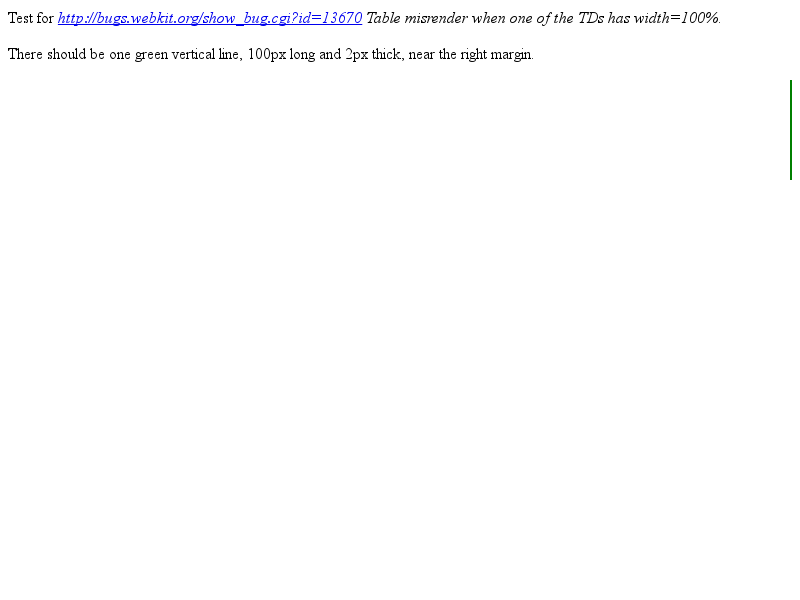 Test for http://bugs.webkit.org/show_bug.cgi?id=13670 Table misrender when one of the TDs has width=100%.
There should be one green vertical line, 100px long and 2px thick, near the right margin.